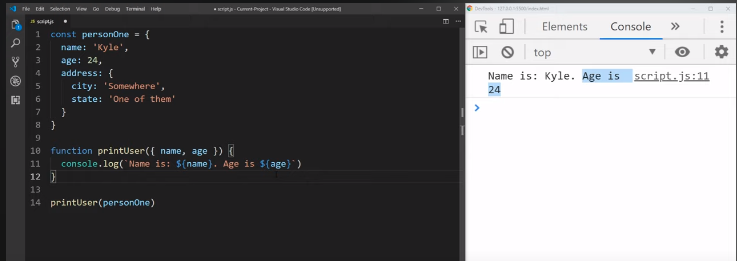 File Edit Selection View Go Debug Terminal Help
script.js - Current Project - Visual Studio Code [Unsupported]
script.js
1 const personOne = {
2 name: 'Kyle',
3 age: 24,
4 address: {
5 city: 'Somewhere',
6 state: 'One of them'
7 }
8 }
9
10 function printUser({ name, age }) {
11 console.log(`Name is: ${name}. Age is ${age}`)
12 }
13
14 printUser(personOne)
DevTools - 127.0.0.1:5500/index.html
Elements Console »
top
Name is: Kyle. Age is script.js:11
24